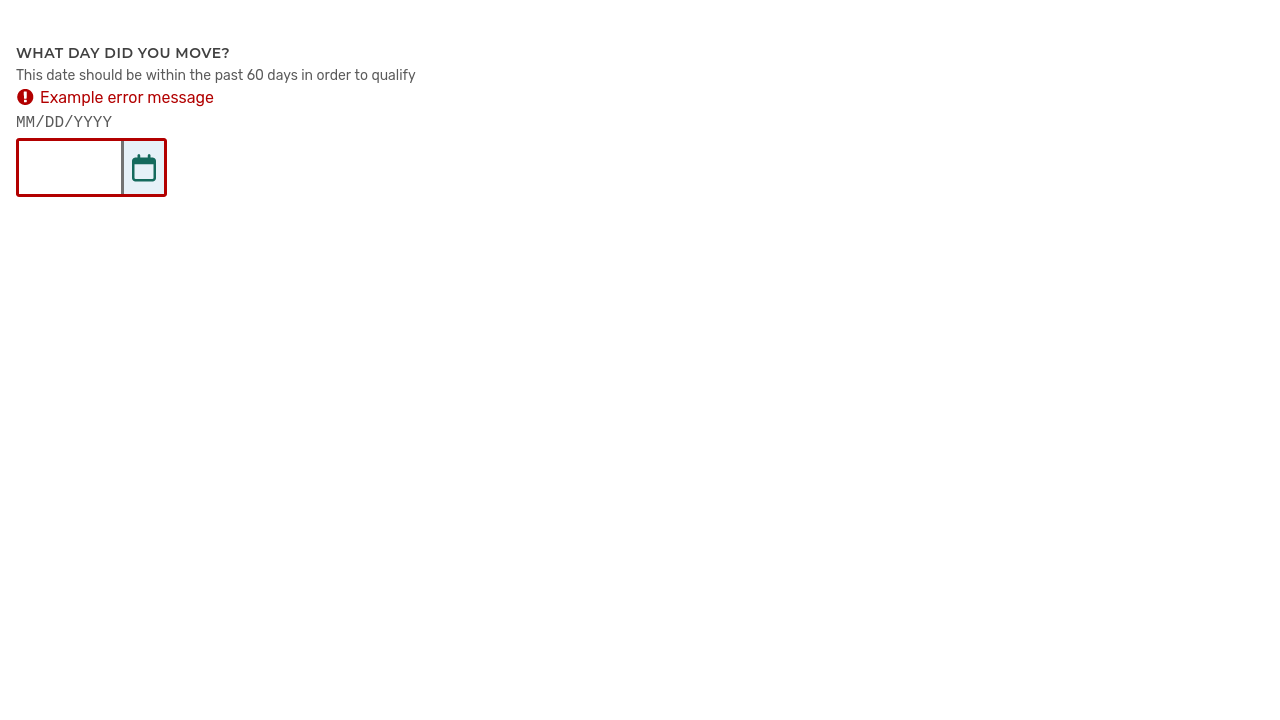 WHAT DAY DID YOU MOVE?
This date should be within the past 60 days in order to qualify
Example error message
MM/DD/YYYY